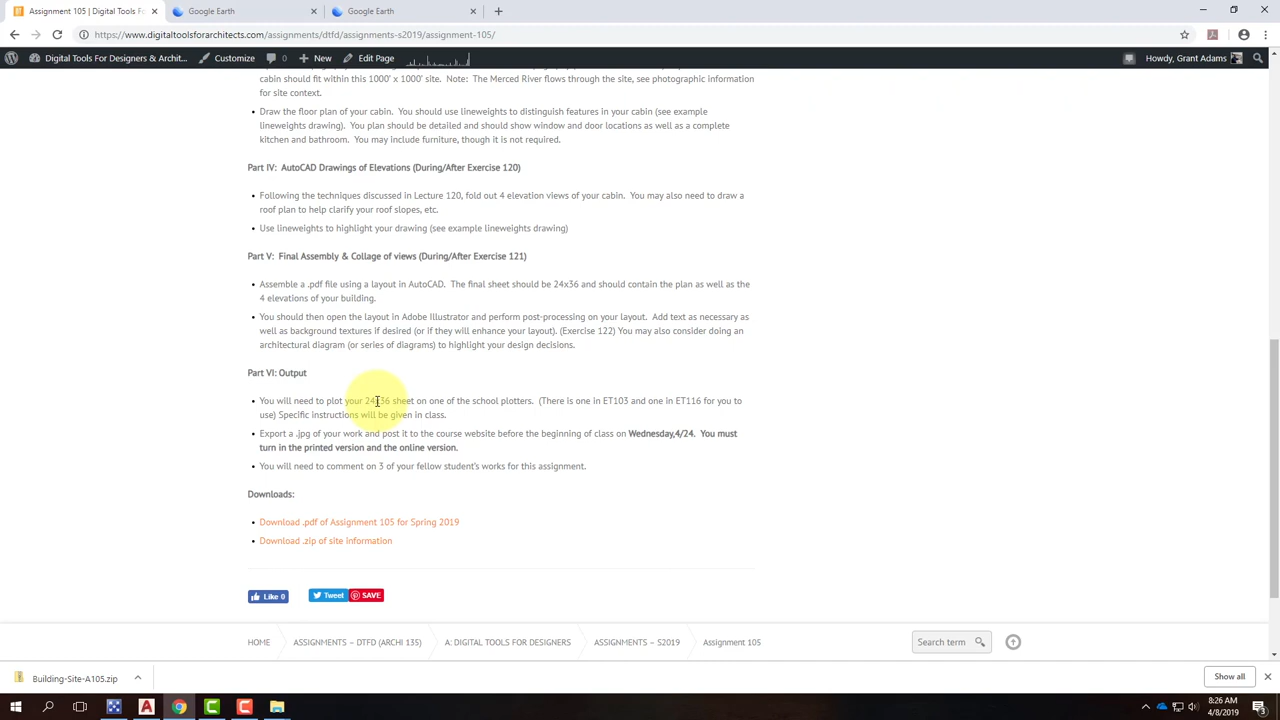 Assignment 105 | Digital Tools Fo
Google Earth
Google Earth
https://www.digitaltoolsforarchitects.com/assignments/dtfd/assignments-s2019/assignment-105/
Digital Tools For Designers & Archit...
Customize
0
New
Edit Page
Howdy, Grant Adams
cabin should fit within this 1000' x 1000' site. Note: The Merced River flows through the site, see photographic information
for site context.
• Draw the floor plan of your cabin. You should use lineweights to distinguish features in your cabin (see example
lineweights drawing). You plan should be detailed and should show window and door locations as well as a complete
kitchen and bathroom. You may include furniture, though it is not required.
Part IV: AutoCAD Drawings of Elevations (During/After Exercise 120)
• Following the techniques discussed in Lecture 120, fold out 4 elevation views of your cabin. You may also need to draw a
roof plan to help clarify your roof slopes, etc.
• Use lineweights to highlight your drawing (see example lineweights drawing)
Part V: Final Assembly & Collage of views (During/After Exercise 121)
• Assemble a .pdf file using a layout in AutoCAD. The final sheet should be 24x36 and should contain the plan as well as the
4 elevations of your building.
• You should then open the layout in Adobe Illustrator and perform post-processing on your layout. Add text as necessary as
well as background textures if desired (or if they will enhance your layout). (Exercise 122) You may also consider doing an
architectural diagram (or series of diagrams) to highlight your design decisions.
Part VI: Output
• You will need to plot your 24x36 sheet on one of the school plotters. (There is one in ET103 and one in ET116 for you to
use) Specific instructions will be given in class.
• Export a .jpg of your work and post it to the course website before the beginning of class on Wednesday,4/24. You must
turn in the printed version and the online version.
• You will need to comment on 3 of your fellow student's works for this assignment.
Downloads:
• Download .pdf of Assignment 105 for Spring 2019
• Download .zip of site information
Like 0
Tweet
SAVE
HOME
ASSIGNMENTS – DTFD (ARCHI 135)
A: DIGITAL TOOLS FOR DESIGNERS
ASSIGNMENTS – S2019
Assignment 105
Search term
Building-Site-A105.zip
Show all
8:26 AM
4/8/2019